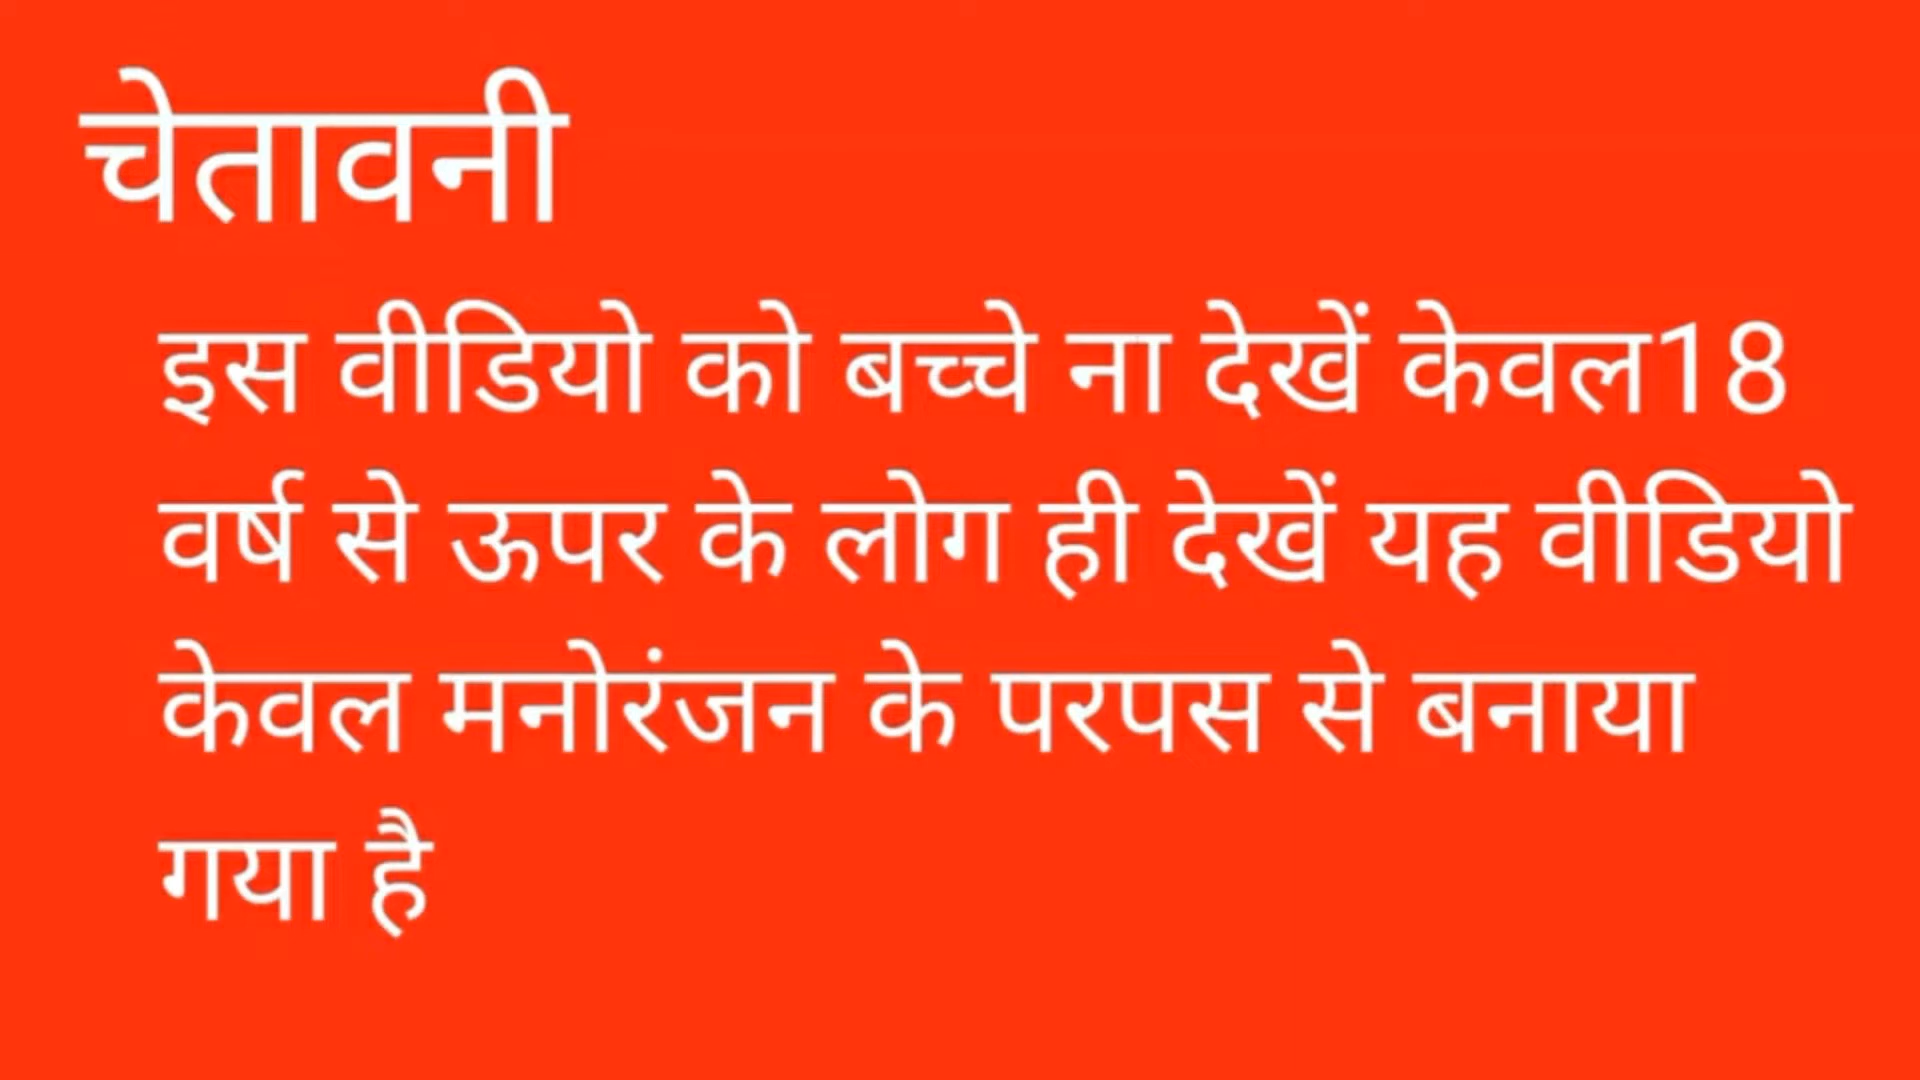 चेतावनी
इस वीडियो को बच्चे ना देखें केवल18
वर्ष से ऊपर के लोग ही देखें यह वीडियो
केवल मनोरंजन के परपस से बनाया
गया है